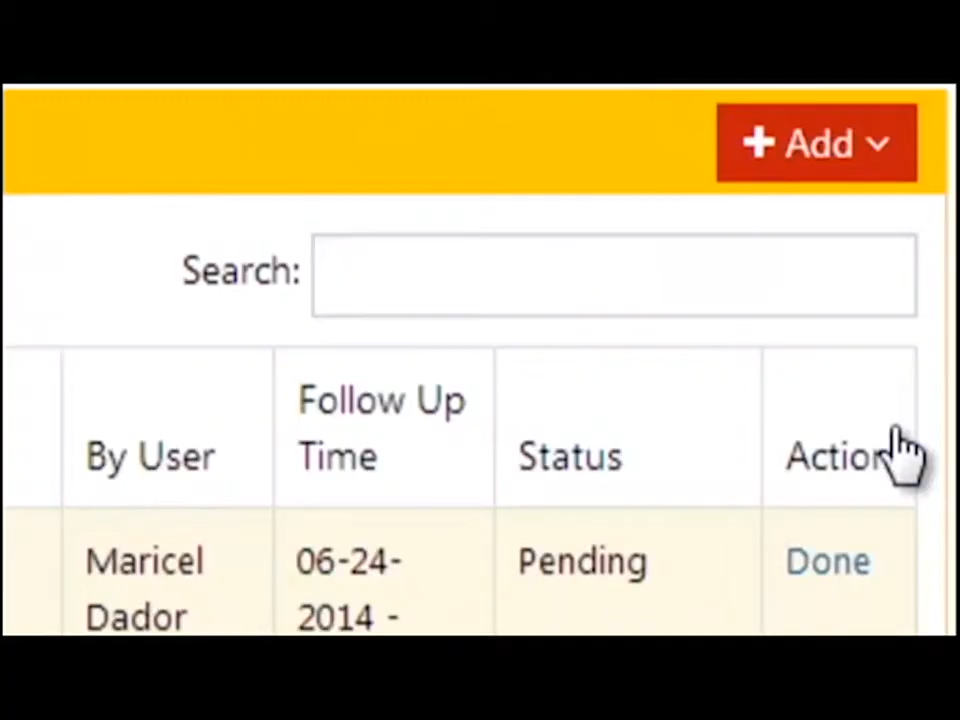 + Add
Search:
By User
Follow Up
Time
Status
Action
Maricel
Dador
06-24-
2014 -
Pending
Done